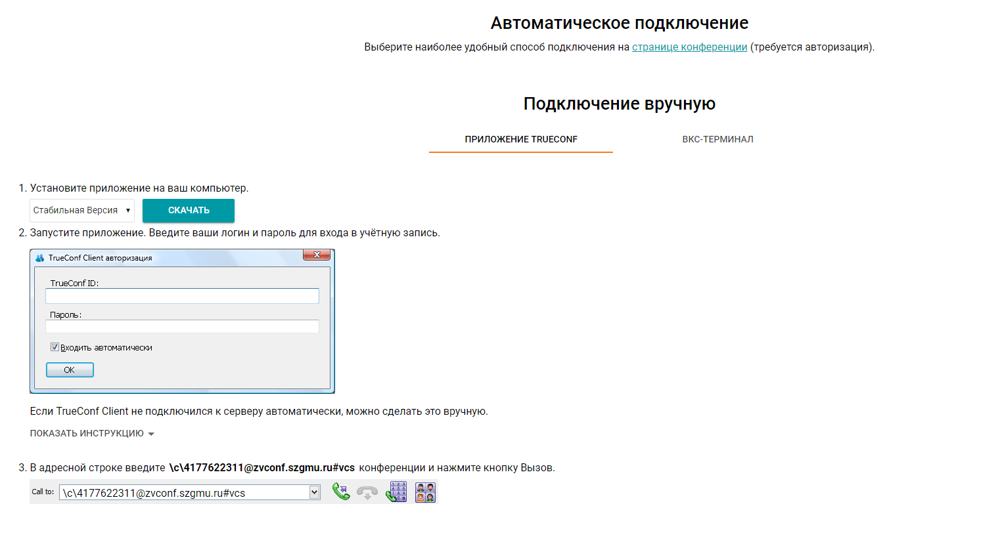 Автоматическое подключение
Выберите наиболее удобный способ подключения на странице конференции (требуется авторизация).
Подключение вручную
ПРИЛОЖЕНИЕ TRUECONF
ВКС-ТЕРМИНАЛ
1. Установите приложение на ваш компьютер.
Стабильная Версия
СКАЧАТЬ
2. Запустите приложение. Введите ваши логин и пароль для входа в учётную запись.
TrueConf Client авторизация
TrueConf ID:
Пароль:
Входить автоматически
OK
Если TrueConf Client не подключился к серверу автоматически, можно сделать это вручную.
ПОКАЗАТЬ ИНСТРУКЦИЮ
3. В адресной строке введите \c\4177622311@zvconf.szgmu.ru#vcs конференции и нажмите кнопку Вызов.
Call to: \c\4177622311@zvconf.szgmu.ru#vcs